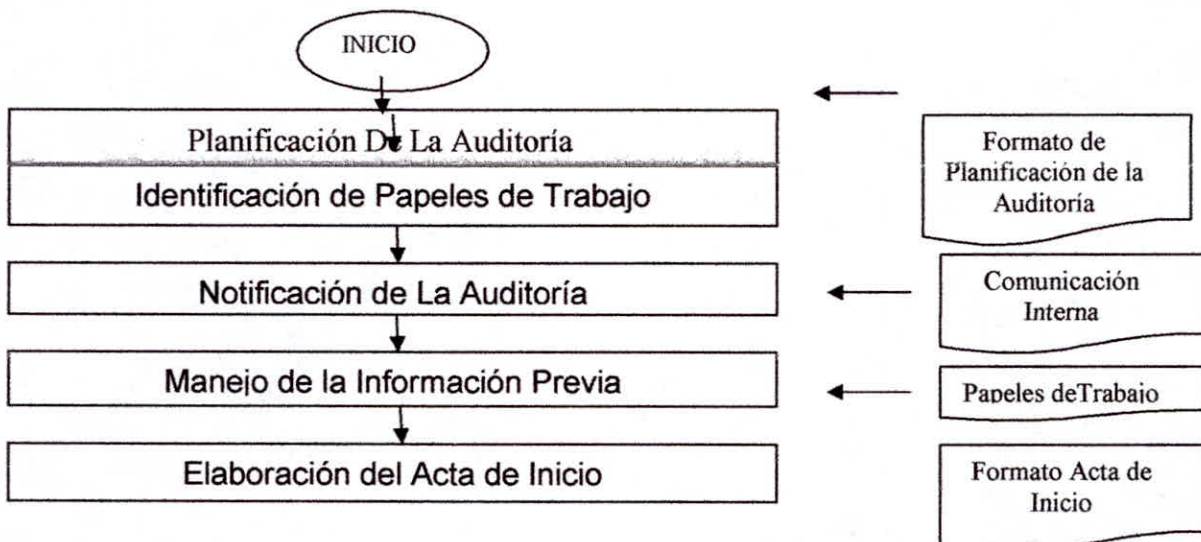 INICIO
Planificación De La Auditoría
Formato de
Planificación de la
Auditoría
Identificación de Papeles de Trabajo
Notificación de La Auditoría
Comunicación
Interna
Manejo de la Información Previa
Papeles deTrabajo
Elaboración del Acta de Inicio
Formato Acta de
Inicio